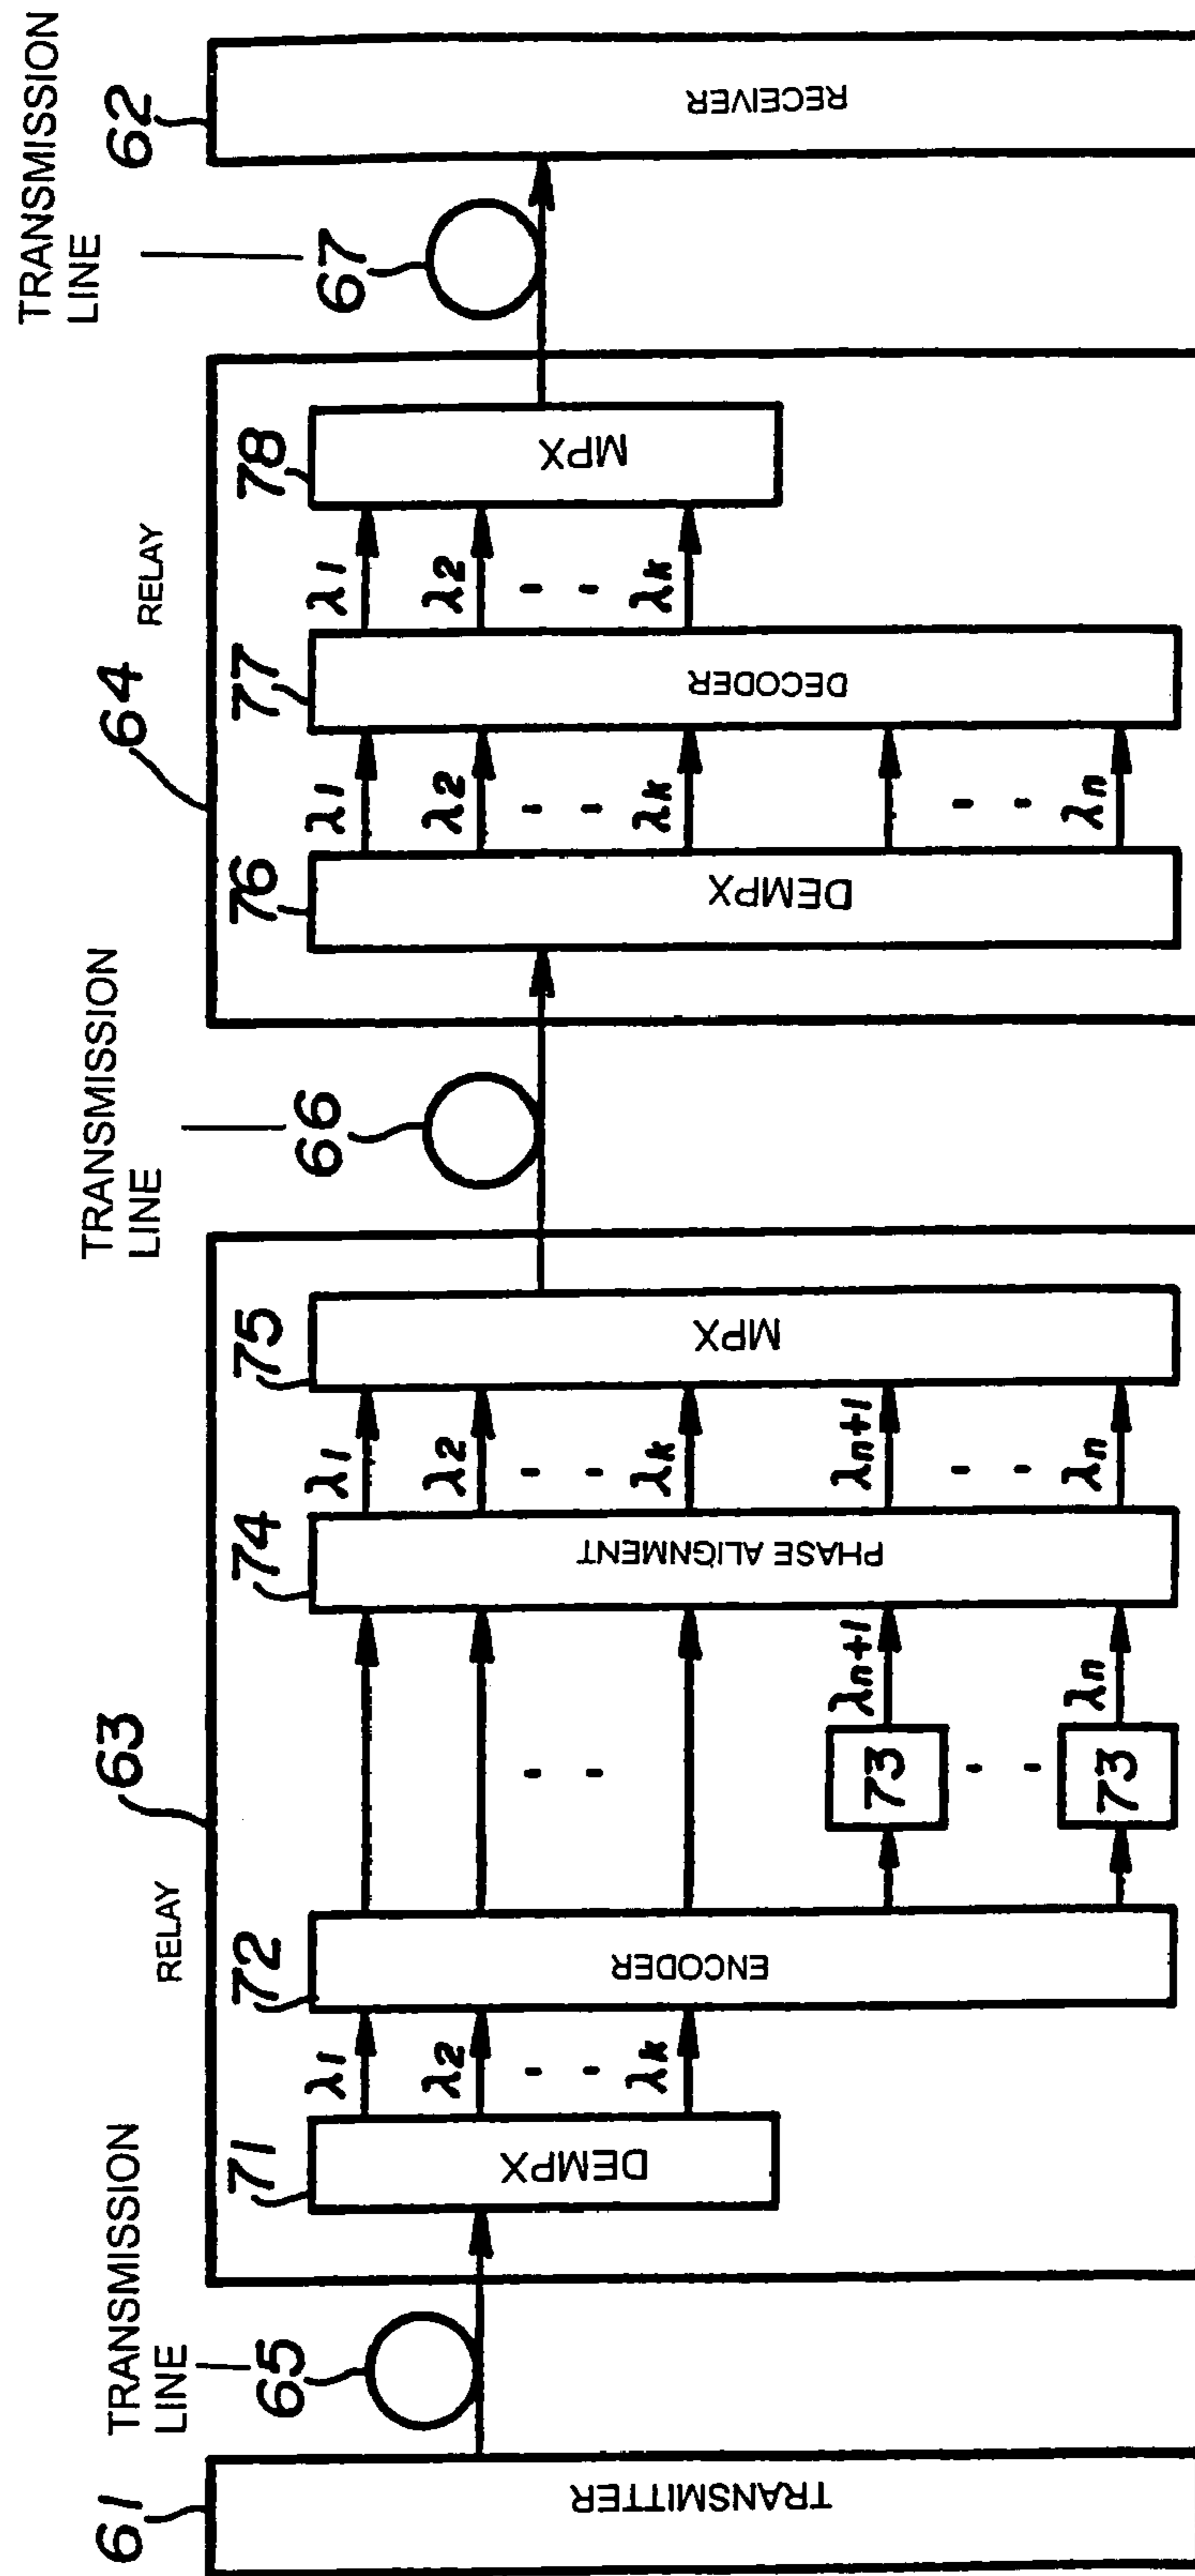 61
TRANSMITTER
TRANSMISSION
LINE
65
63
RELAY
71
DEMPX
λ1
λ2
λk
72
ENCODER
73
73
λn+1
λn
74
PHASE ALIGNMENT
λ1
λ2
λk
λn+1
λn
75
MPX
TRANSMISSION
LINE
66
64
RELAY
76
DEMPX
λ1
λ2
λk
λn
77
DECODER
λ1
λ2
λk
78
MPX
TRANSMISSION
LINE
67
62
RECEIVER